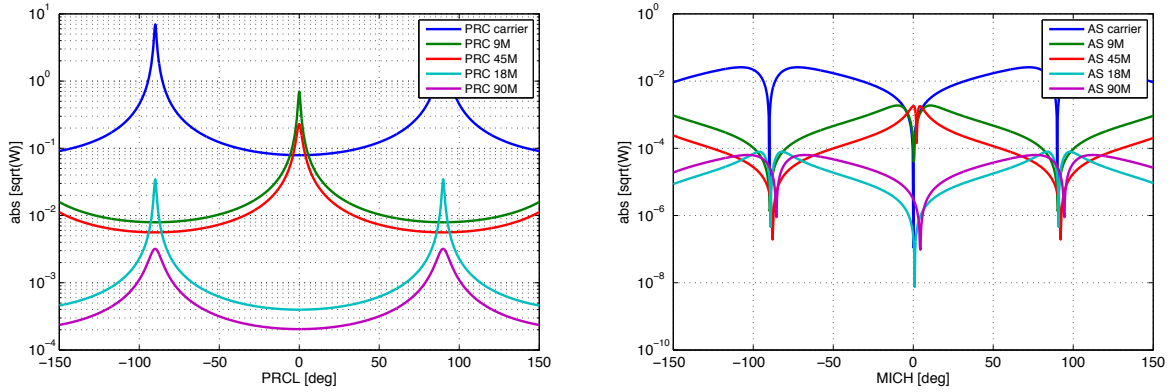 10^1
10^0
10^-1
10^-2
10^-3
10^-4
abs [sqrt(W)]
-150 -100 -50 0 50 100 150
PRCL [deg]
PRC carrier
PRC 9M
PRC 45M
PRC 18M
PRC 90M
10^0
10^-2
10^-4
10^-6
10^-8
10^-10
abs [sqrt(W)]
-150 -100 -50 0 50 100 150
MICH [deg]
AS carrier
AS 9M
AS 45M
AS 18M
AS 90M